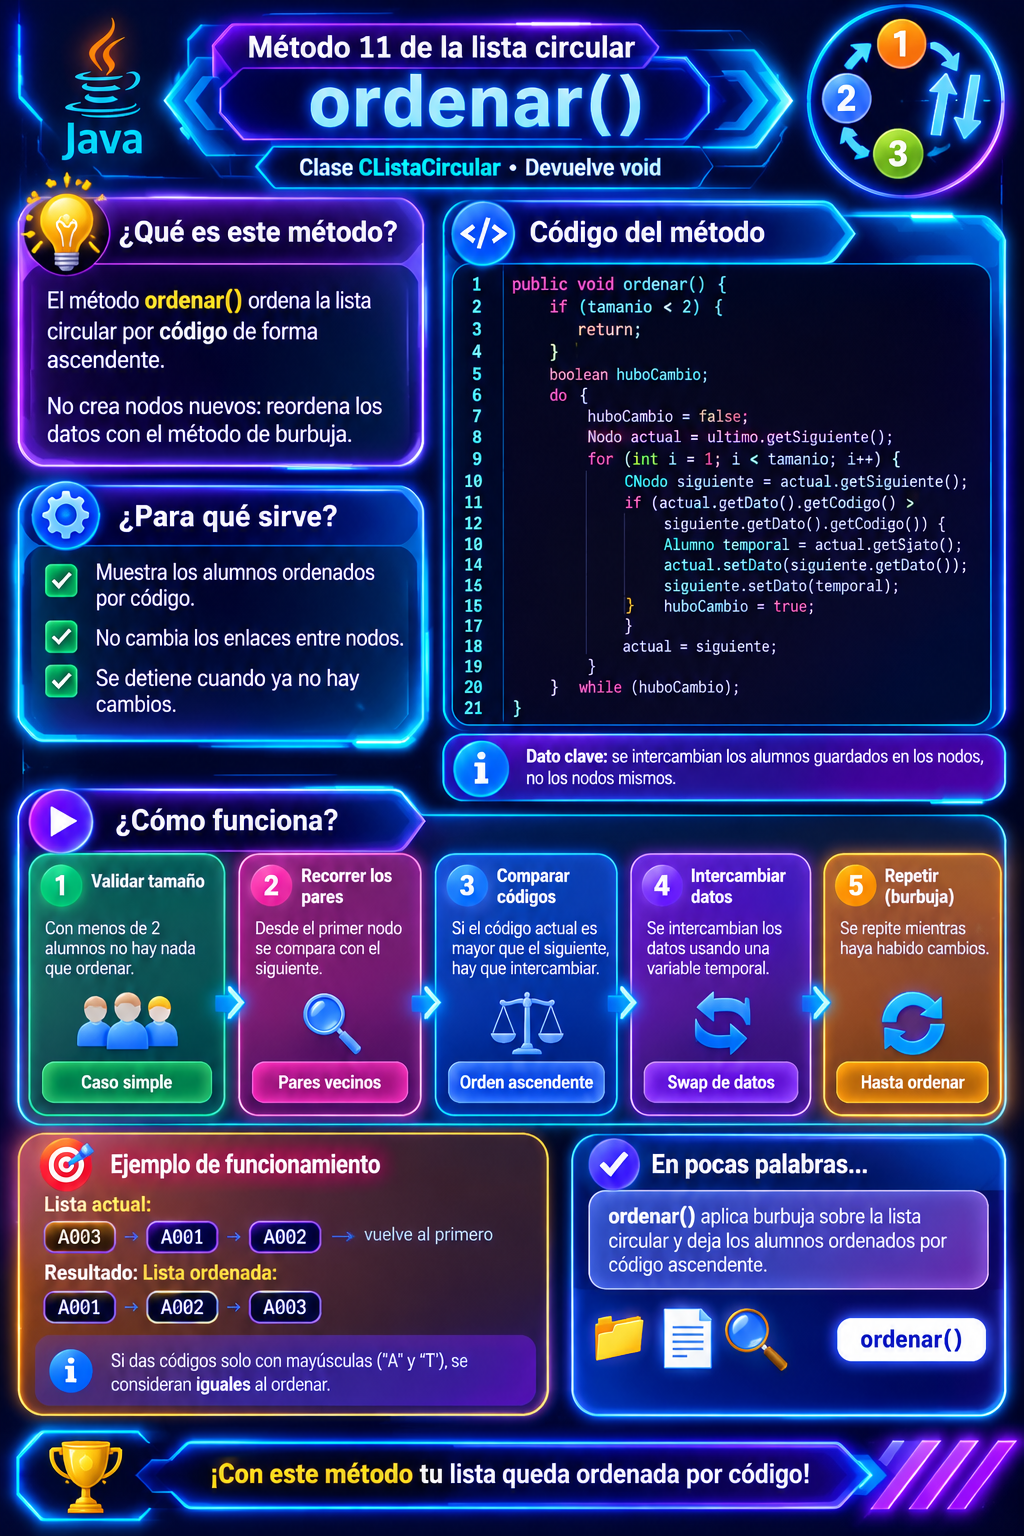 Java
Método 11 de la lista circular
ordenar()
Clase CListaCircular • Devuelve void
1
2
3
¿Qué es este método?
El método ordenar() ordena la lista
circular por código de forma
ascendente.
No crea nodos nuevos: reordena los
datos con el método de burbuja.
¿Para qué sirve?
Muestra los alumnos ordenados
por código.
No cambia los enlaces entre nodos.
Se detiene cuando ya no hay
cambios.
</> Código del método
1 public void ordenar() {
2 if (tamanio < 2) {
3 return;
4 }
5 boolean huboCambio;
6 do {
7 huboCambio = false;
8 Nodo actual = ultimo.getSiguiente();
9 for (int i = 1; i < tamanio; i++) {
10 CNodo siguiente = actual.getSiguiente();
11 if (actual.getDato().getCodigo() >
12 siguiente.getDato().getCodigo()) {
10 Alumno temporal = actual.getSjato();
14 actual.setDato(siguiente.getDato());
15 siguiente.setDato(temporal);
15 } huboCambio = true;
17 }
18 actual = siguiente;
19 }
20 } while (huboCambio);
21 }
i
Dato clave: se intercambian los alumnos guardados en los nodos,
no los nodos mismos.
¿Cómo funciona?
1 Validar tamaño
Con menos de 2
alumnos no hay nada
que ordenar.
Caso simple
2 Recorrer los
pares
Desde el primer nodo
se compara con el
siguiente.
Pares vecinos
3 Comparar
códigos
Si el código actual es
mayor que el siguiente,
hay que intercambiar.
Orden ascendente
4 Intercambiar
datos
Se intercambian los
datos usando una
variable temporal.
Swap de datos
5 Repetir
(burbuja)
Se repite mientras
haya habido cambios.
Hasta ordenar
Ejemplo de funcionamiento
Lista actual:
A003 → A001 → A002 → vuelve al primero
Resultado: Lista ordenada:
A001 → A002 → A003
i
Si das códigos solo con mayúsculas ("A" y “T’), se
consideran iguales al ordenar.
En pocas palabras...
ordenar() aplica burbuja sobre la lista
circular y deja los alumnos ordenados por
código ascendente.
ordenar()
¡Con este método tu lista queda ordenada por código!